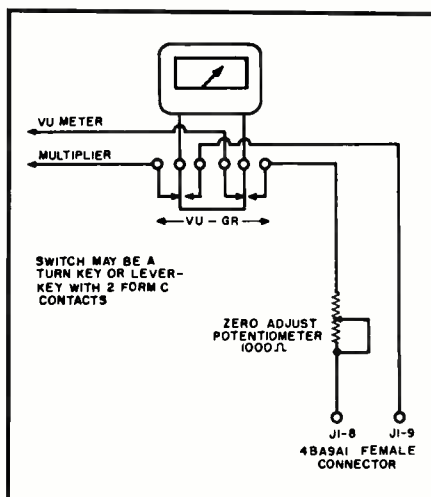 VU METER
MULTIPLIER
VU - GR
SWITCH MAY BE A
TURN KEY OR LEVER-
KEY WITH 2 FORM C
CONTACTS
ZERO ADJUST
POTENTIOMETER
1000Ω
J1-8 J1-9
4BA9A1 FEMALE
CONNECTOR